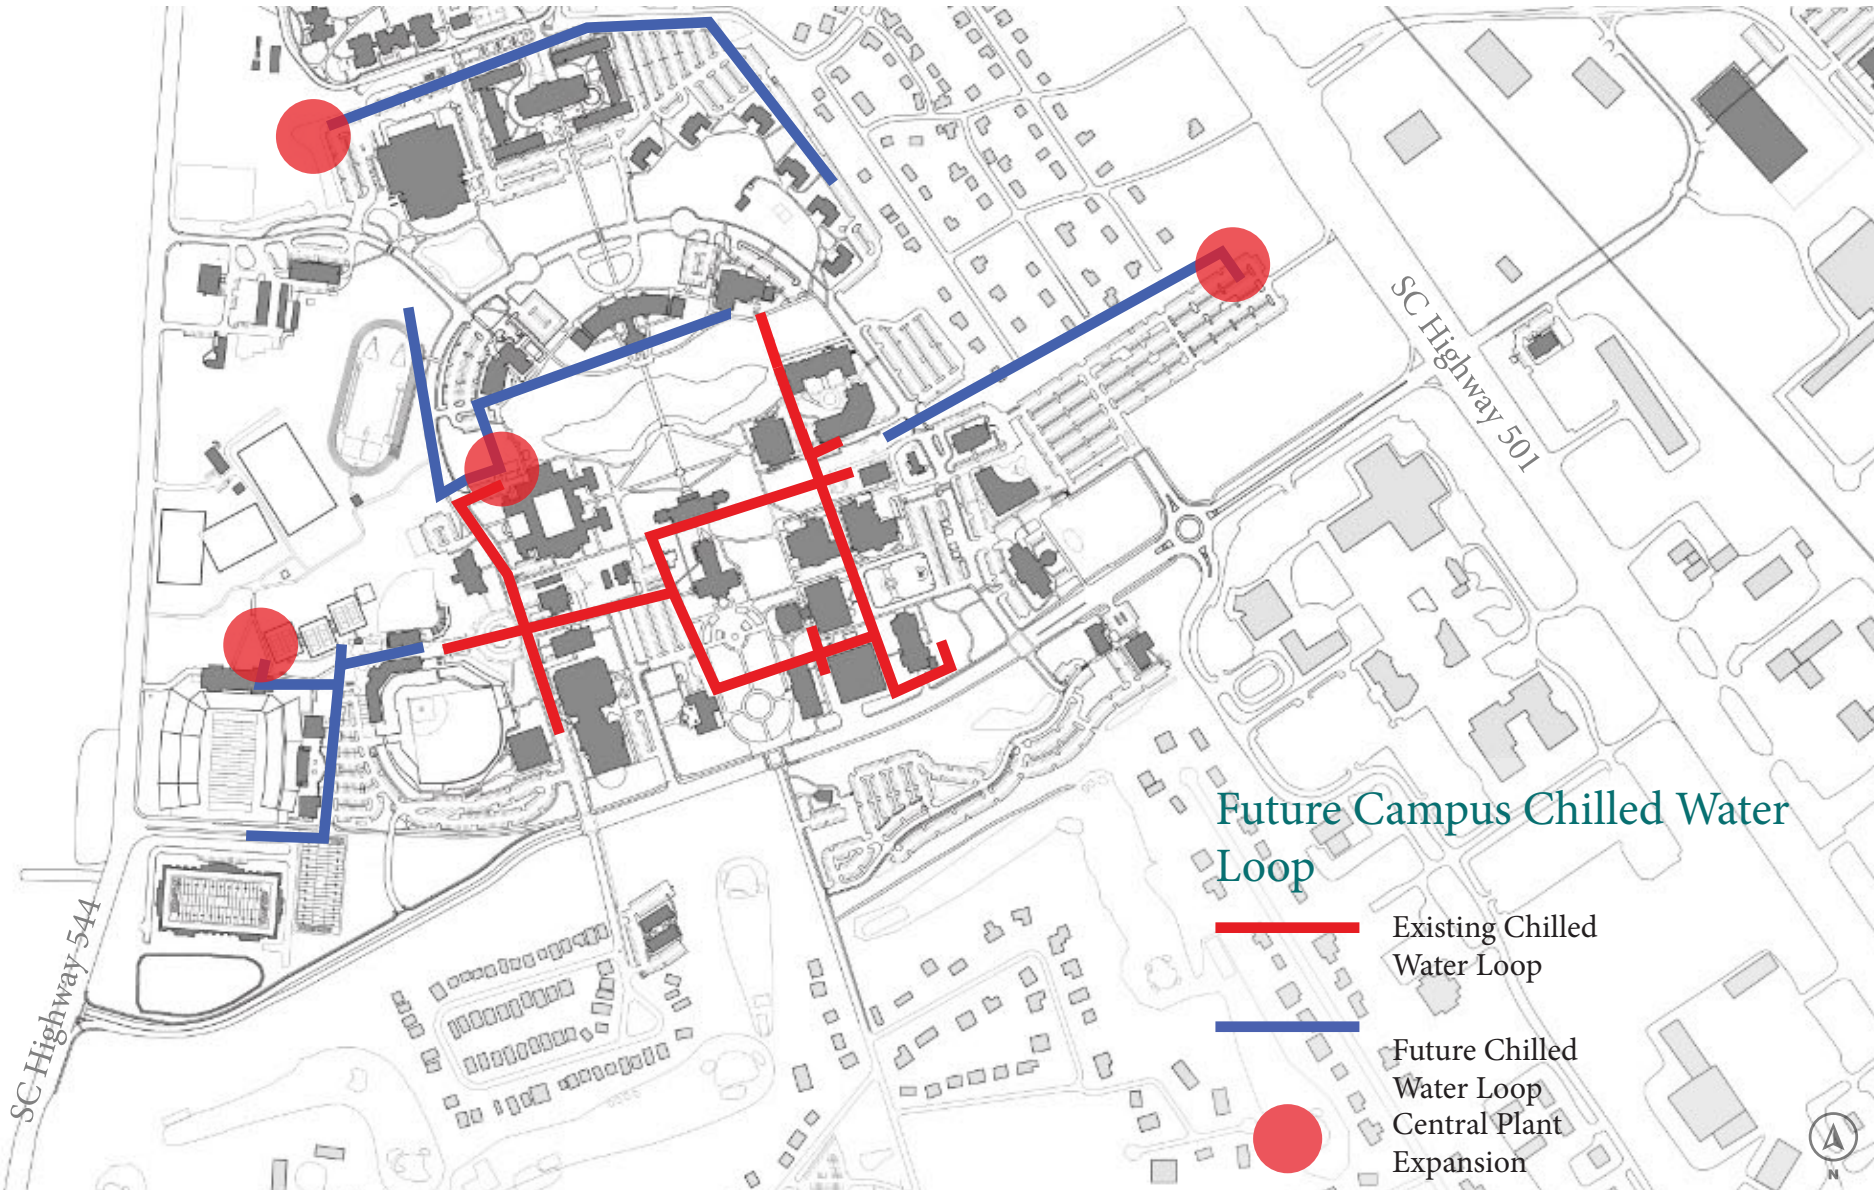 SC Highway 501
Future Campus Chilled Water
Loop
Existing Chilled
Water Loop
Future Chilled
Water Loop
Central Plant
Expansion
SC Highway 544
N